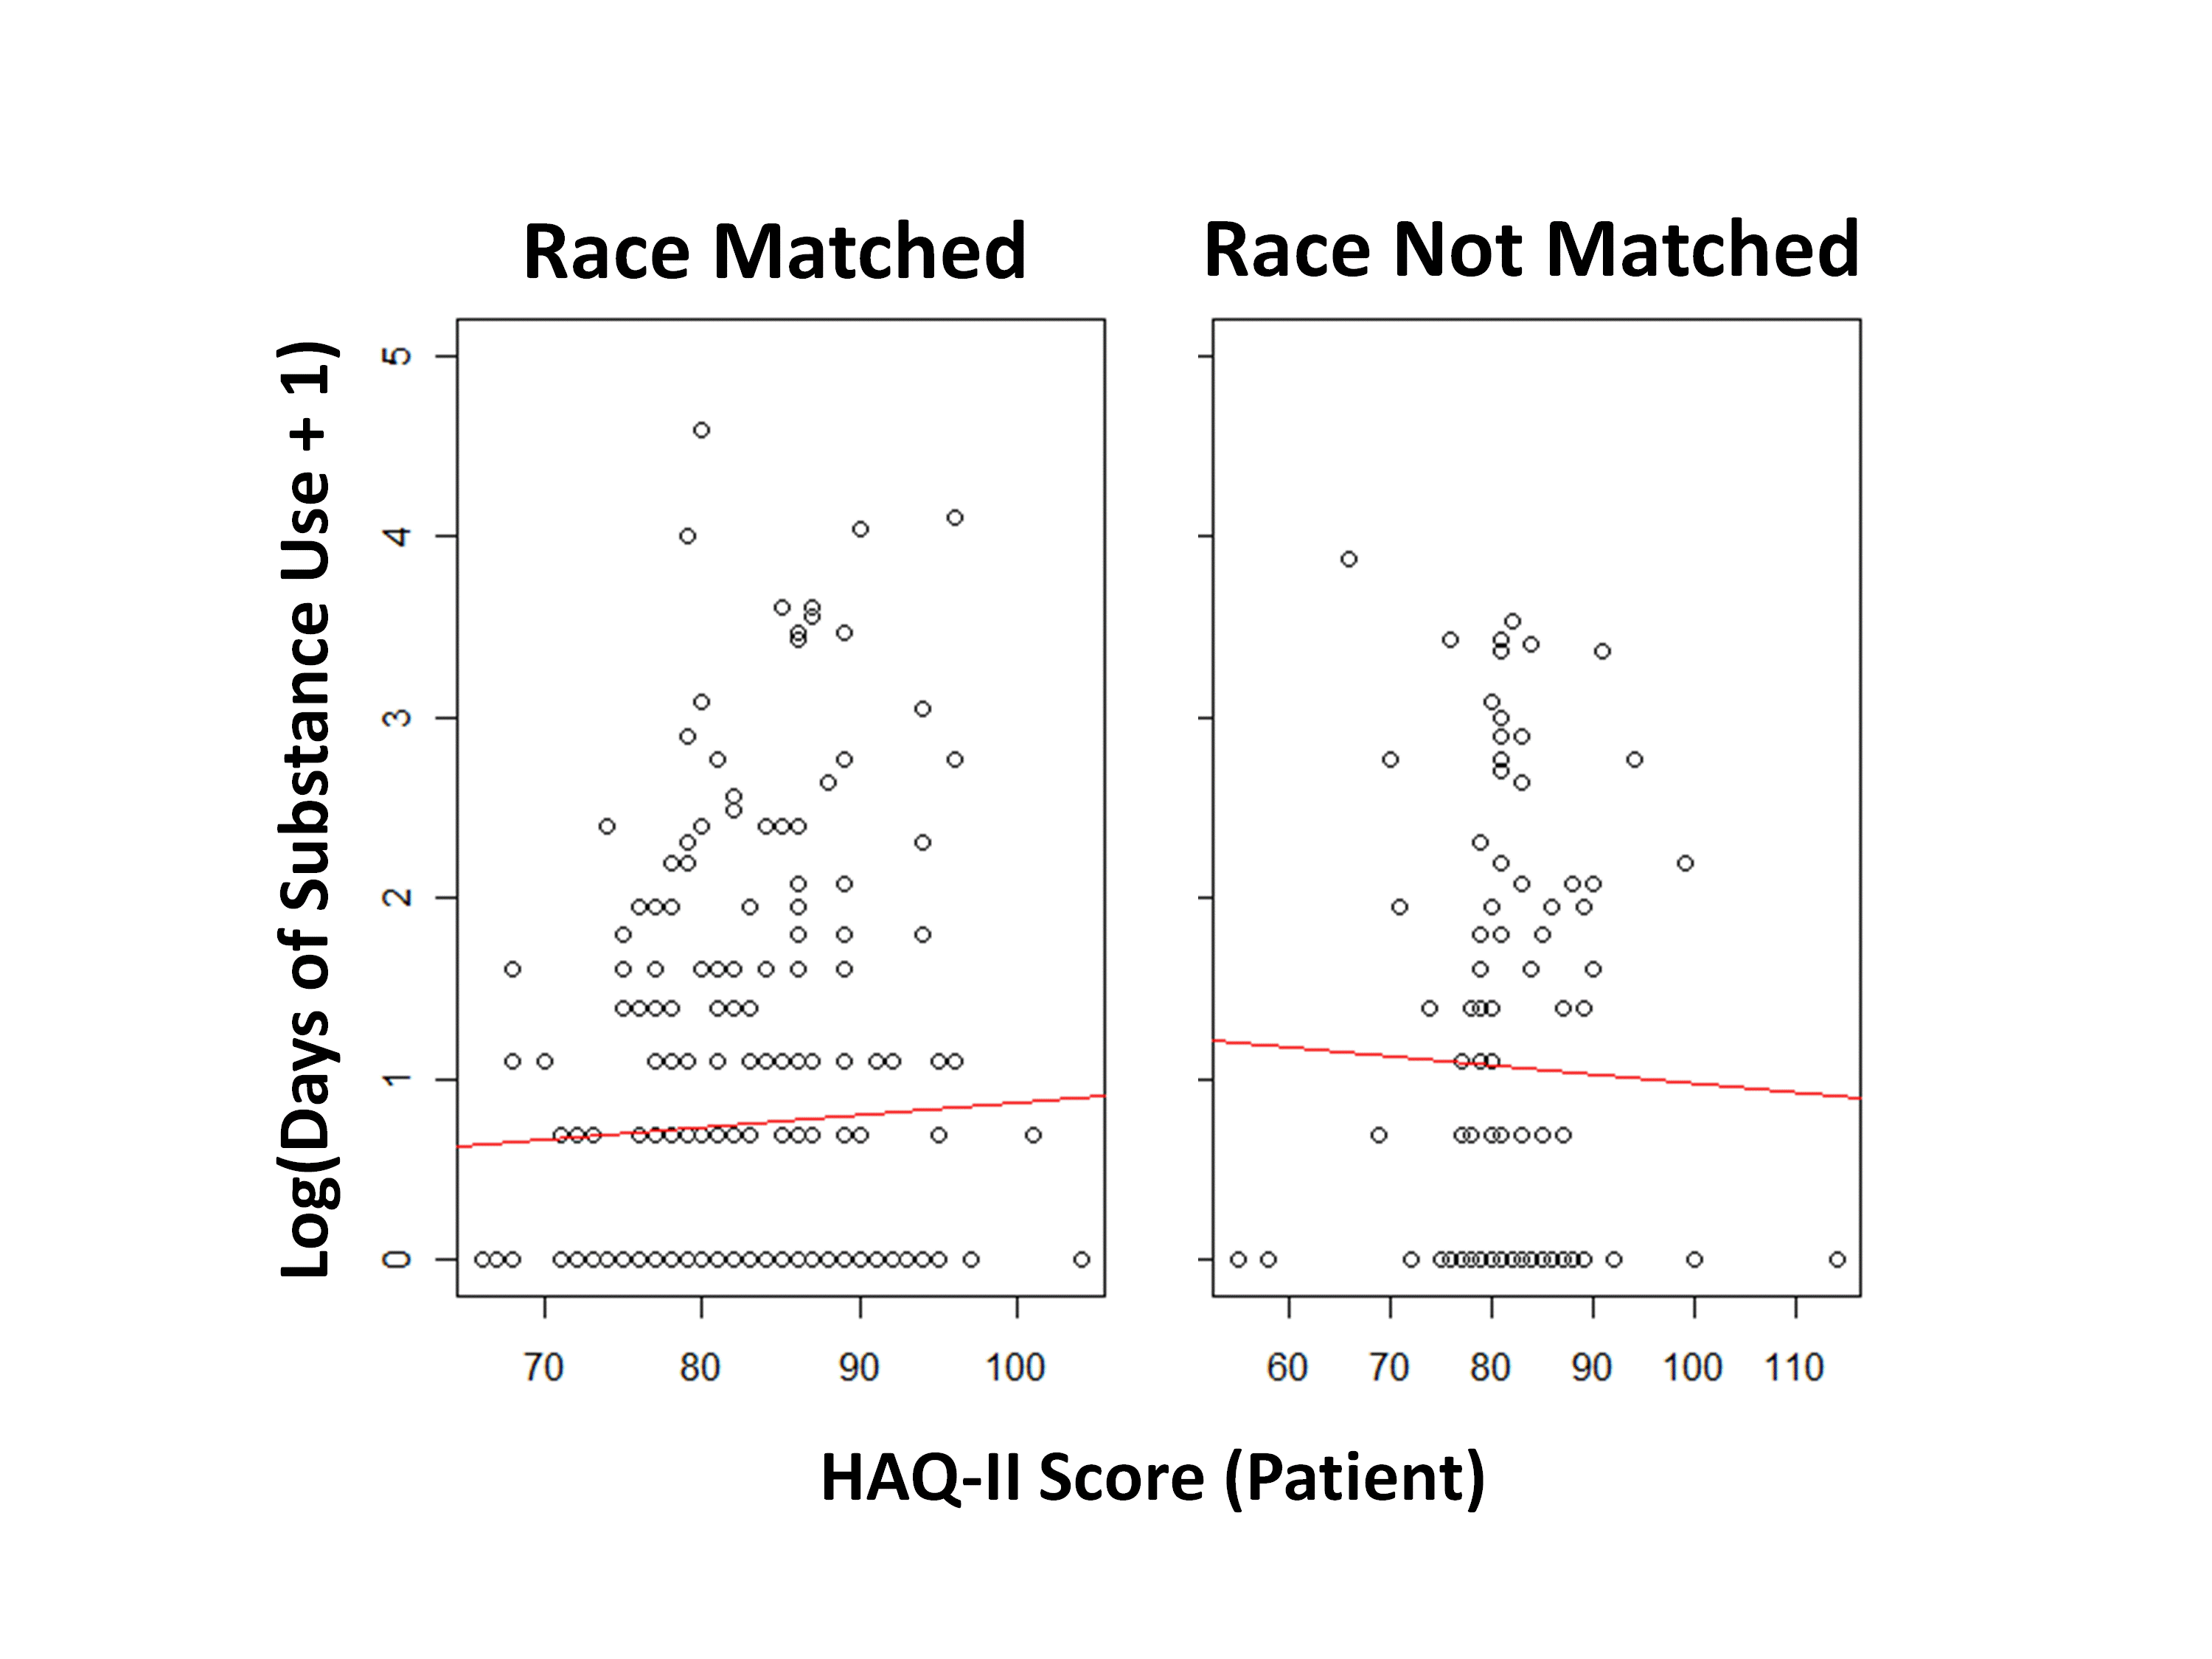 Race Matched
Race Not Matched
Log(Days of Substance Use + 1)
5
4
3
2
1
0
70 80 90 100
60 70 80 90 100 110
HAQ-II Score (Patient)